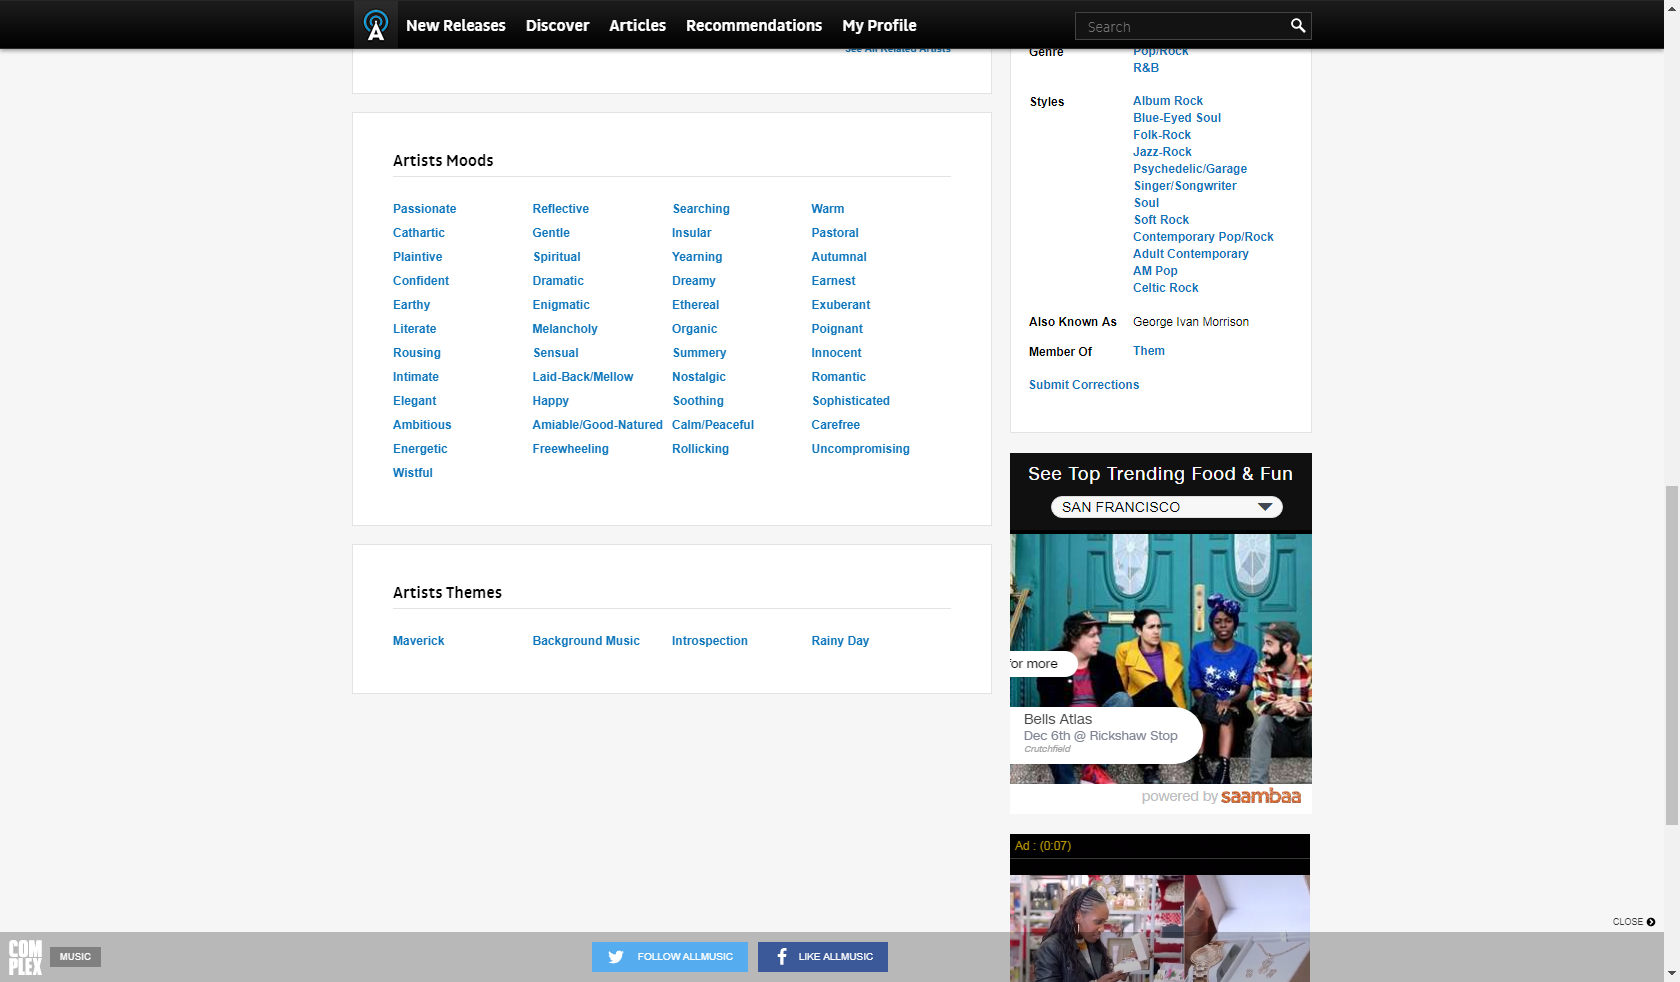 New Releases Discover Articles Recommendations My Profile Search
See All Related Artists
Genre Pop/Rock
R&B
Styles Album Rock
Blue-Eyed Soul
Folk-Rock
Jazz-Rock
Psychedelic/Garage
Singer/Songwriter
Soul
Soft Rock
Contemporary Pop/Rock
Adult Contemporary
AM Pop
Celtic Rock
Also Known As George Ivan Morrison
Member Of Them
Submit Corrections
Artists Moods
Passionate Reflective Searching Warm
Cathartic Gentle Insular Pastoral
Plaintive Spiritual Yearning Autumnal
Confident Dramatic Dreamy Earnest
Earthy Enigmatic Ethereal Exuberant
Literate Melancholy Organic Poignant
Rousing Sensual Summery Innocent
Intimate Laid-Back/Mellow Nostalgic Romantic
Elegant Happy Soothing Sophisticated
Ambitious Amiable/Good-Natured Calm/Peaceful Carefree
Energetic Freewheeling Rollicking Uncompromising
Wistful
Artists Themes
Maverick Background Music Introspection Rainy Day
See Top Trending Food & Fun
SAN FRANCISCO
for more
Bells Atlas
Dec 6th @ Rickshaw Stop
Crutchfield
powered by saambaa
Ad : (0:07)
CLOSE
COM
PLEX
MUSIC
FOLLOW ALLMUSIC
LIKE ALLMUSIC